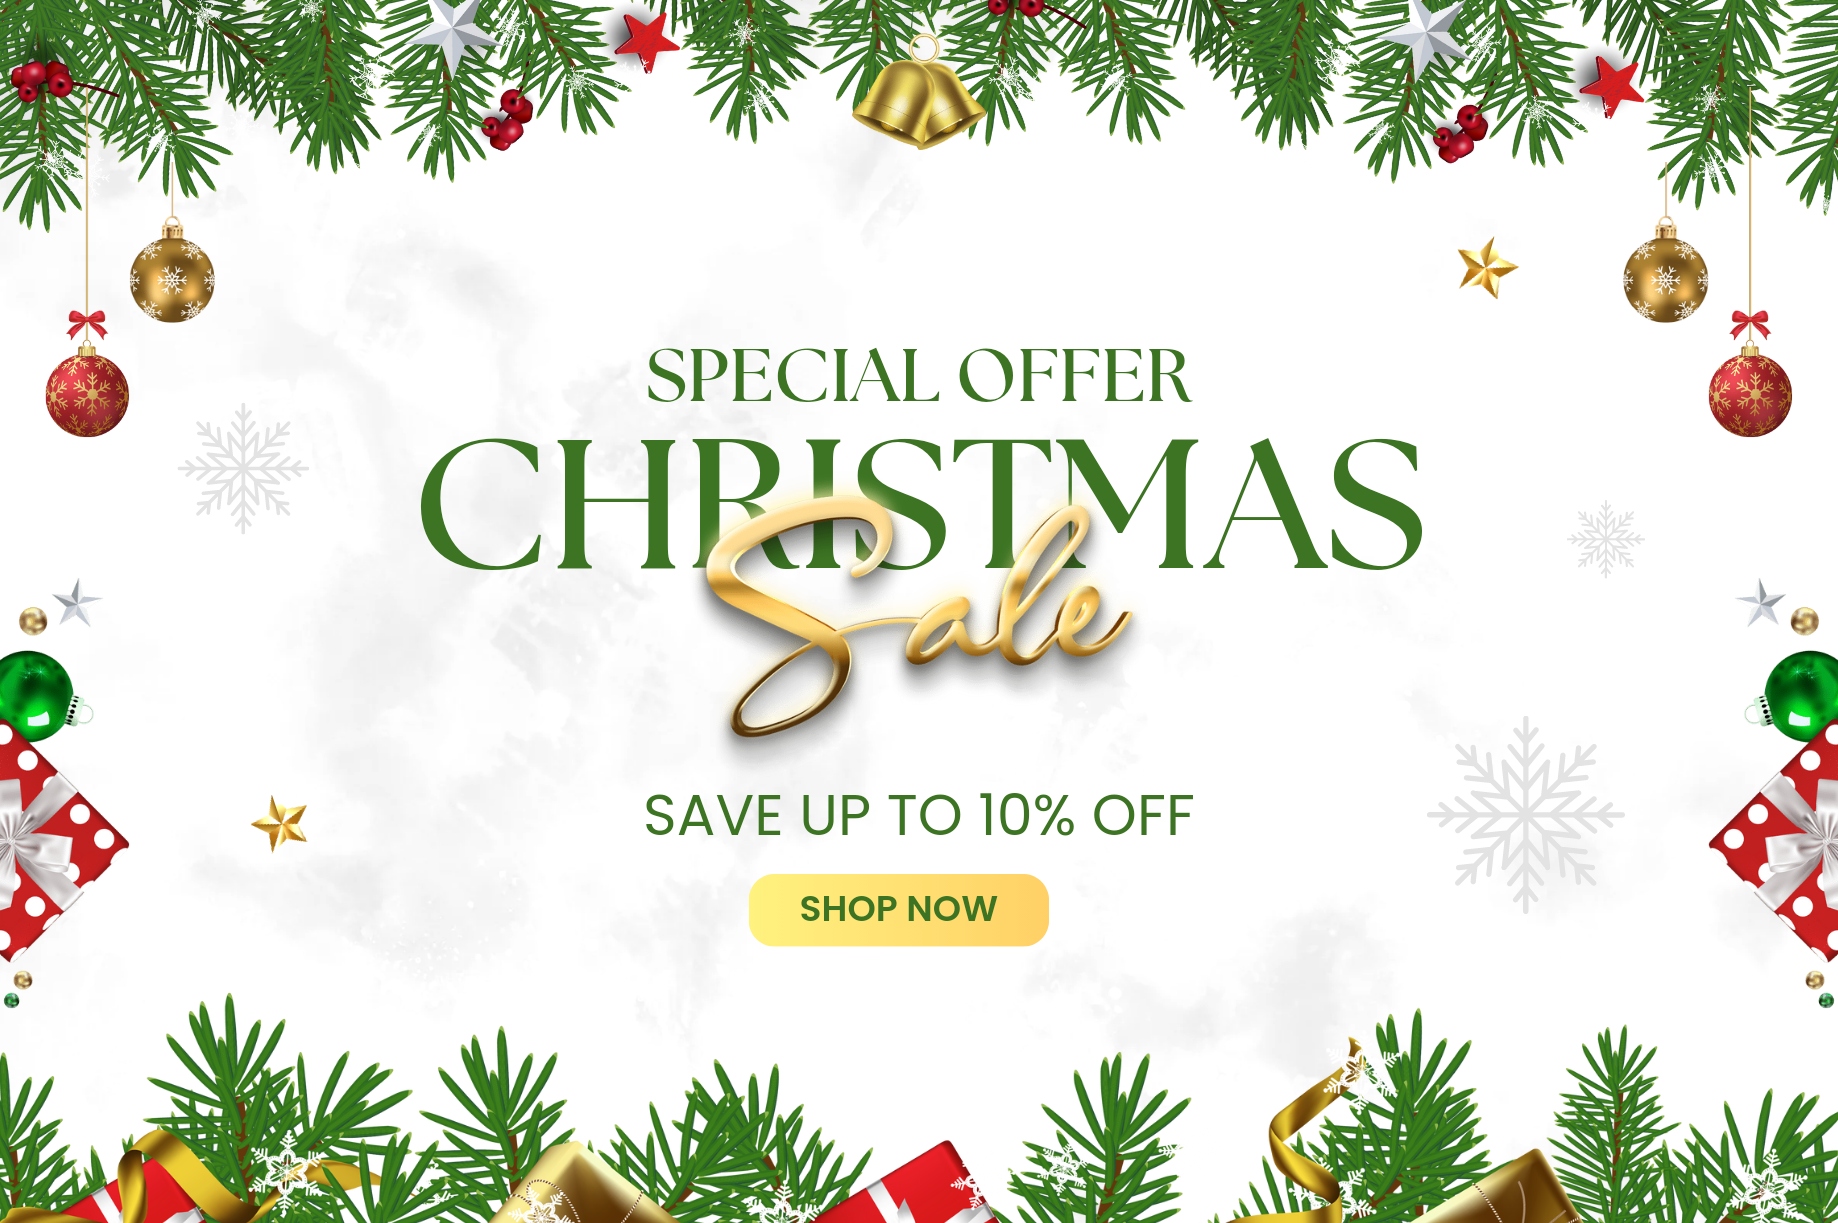 SPECIAL OFFER
CHRISTMAS
Sale
SAVE UP TO 10% OFF
SHOP NOW